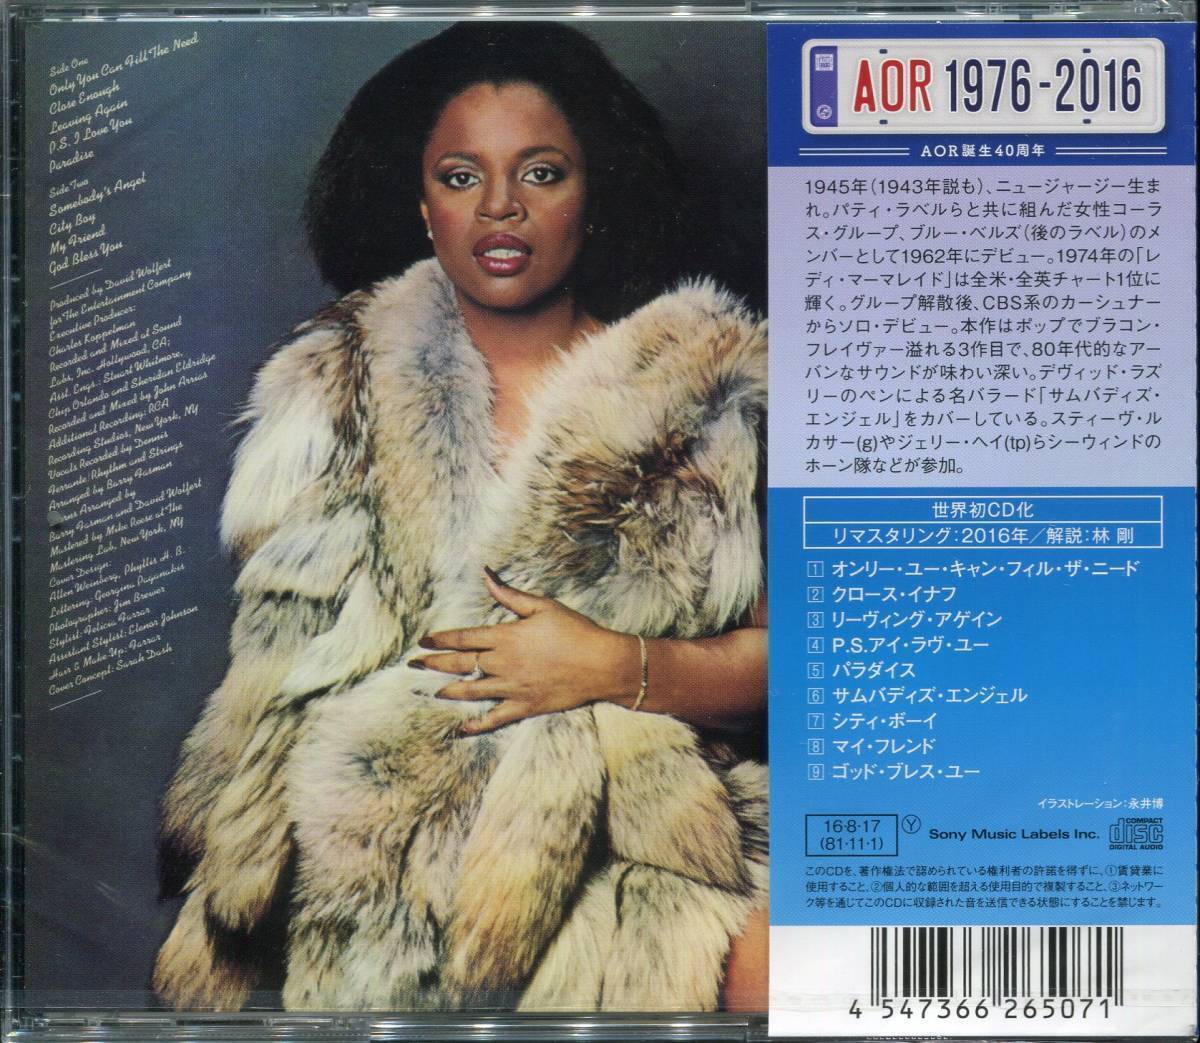 Side One
Only You Can Fill The Need
Close Enough
Leaving Again
P.S. I Love You
Paradise
Side Two
Somebody's Angel
City Boy
My Friend
God Bless You
Produced by David Wolfert
for The Entertainment Company
Executive Producer:
Charles Koppelman
Recorded and Mixed at Sound
Labs, Inc. Hollywood, CA;
Asst. Engs.: Stuart Whitmore,
Chip Orlando and Sheridan Eldridge
Recorded and Mixed by John Arrias
Additional Recording: RCA
Recording Studios, New York, NY
Vocals Recorded by Dennis
Ferrante/Rhythm and Strings
Arranged by Barry Fasman
Horns Arranged by
Barry Fasman and David Wolfert
Mastered by Mike Reese at The
Mastering Lab, New York, NY
Cover Design:
Allen Weinberg, Phyllis H. B.
Lettering: Georgina Paganakis
Photographer: Jim Brewer
Stylist: Felicia Farrar
Assistant Stylist: Elenor Johnson
Hair & Make-Up: Farrar
Cover Concept: Sarah Dash
AOR 1976-2016
AOR誕生40周年
1945年(1943年説も)、ニュージャージー生ま
れ。パティ・ラベルらと共に組んだ女性コーラ
ス・グループ、ブルー・ベルズ(後のラベル)のメ
ンバーとして1962年にデビュー。1974年の「レ
ディ・マーマレイド」は全米・全英チャート1位に
輝く。グループ解散後、CBS系のカーシュナー
からソロ・デビュー。本作はポップでブラコン・
フレイヴァー溢れる3作目で、80年代的なアー
バンなサウンドが味わい深い。デヴィッド・ラズ
リーのペンによる名バラード「サムバディズ・
エンジェル」をカバーしている。スティーヴ・ル
カサー(g)やジェリー・ヘイ(tp)らシーウィンドの
ホーン隊などが参加。
世界初CD化
リマスタリング:2016年/解説:林 剛
1 オンリー・ユー・キャン・フィル・ザ・ニード
2 クロース・イナフ
3 リーヴィング・アゲイン
4 P.S.アイ・ラヴ・ユー
5 パラダイス
6 サムバディズ・エンジェル
7 シティ・ボーイ
8 マイ・フレンド
9 ゴッド・ブレス・ユー
イラストレーション:永井博
16・8・17
(81・11・1)
Y
Sony Music Labels Inc.
COMPACT
disc
DIGITAL AUDIO
このCDを、著作権法で認められている権利者の許諾を得ずに、①賃貸業に
使用すること、②個人的な範囲を超える使用目的で複製すること、③ネットワー
ク等を通じてこのCDに収録された音を送信できる状態にすることを禁じます。
4 547366 265071